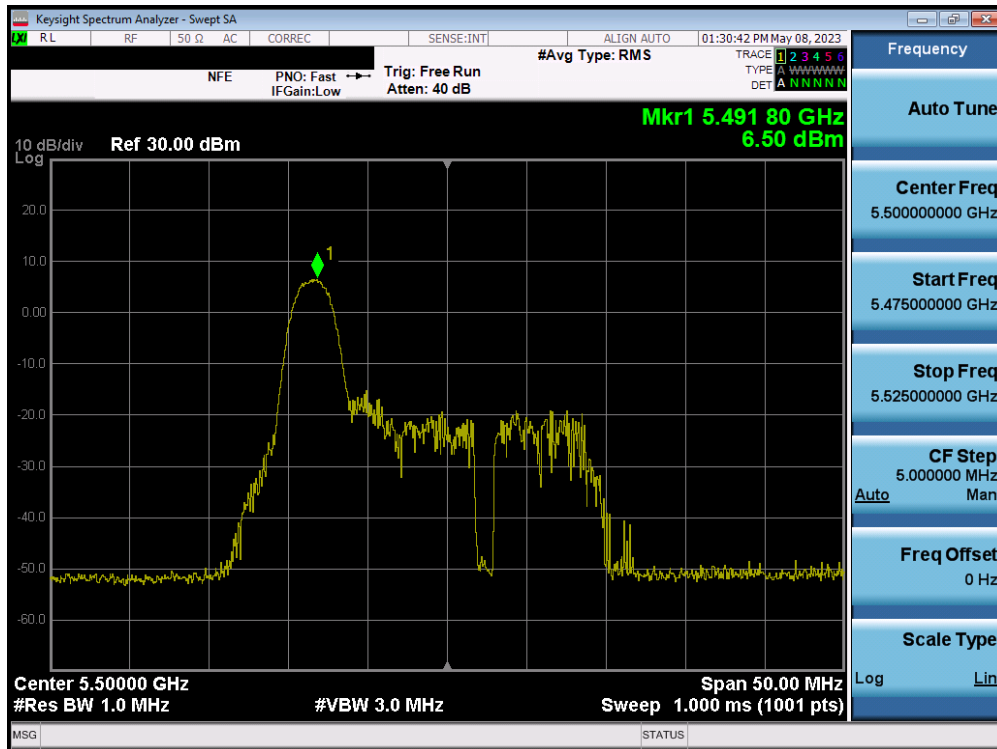 Keysight Spectrum Analyzer - Swept SA
LXI RL RF 50 Ω AC CORREC SENSE:INT ALIGN AUTO 01:30:42 PM May 08, 2023
Frequency
NFE PNO: Fast Trig: Free Run #Avg Type: RMS TRACE 1 2 3 4 5 6
IFGain:Low Atten: 40 dB TYPE A WWWWW
DET A N N N N N
Mkr1 5.491 80 GHz
6.50 dBm
10 dB/div Ref 30.00 dBm
Log
1
20.0
10.0
0.00
-10.0
-20.0
-30.0
-40.0
-50.0
-60.0
Center 5.50000 GHz Span 50.00 MHz
#Res BW 1.0 MHz #VBW 3.0 MHz Sweep 1.000 ms (1001 pts)
MSG STATUS
Auto Tune
Center Freq
5.500000000 GHz
Start Freq
5.475000000 GHz
Stop Freq
5.525000000 GHz
CF Step
5.000000 MHz
Auto Man
Freq Offset
0 Hz
Scale Type
Log Lin